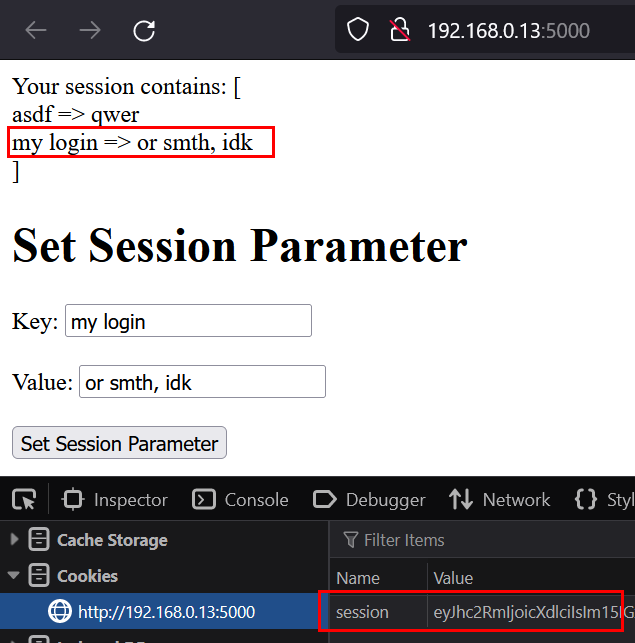 192.168.0.13:5000
Your session contains: [
asdf => qwer
my login => or smth, idk
]
Set Session Parameter
Key: my login
Value: or smth, idk
Set Session Parameter
Inspector Console Debugger Network Styl
Cache Storage
Filter Items
Cookies
Name Value
http://192.168.0.13:5000
session